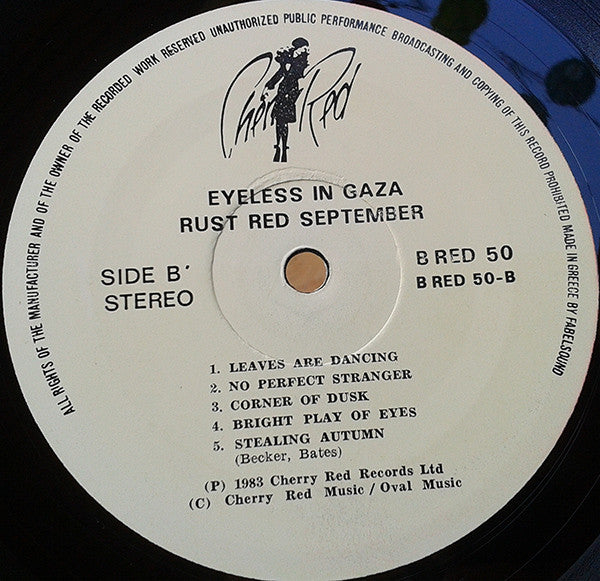 ALL RIGHTS OF THE MANUFACTURER AND OF THE OWNER OF THE RECORDED WORK RESERVED UNAUTHORIZED PUBLIC PERFORMANCE BROADCASTING AND COPYING OF THIS RECORD PROHIBITED MADE IN GREECE BY FABELSOUND
Cherry Red
EYELESS IN GAZA
RUST RED SEPTEMBER
SIDE B'
STEREO
B RED 50
B RED 50-B
1. LEAVES ARE DANCING
2. NO PERFECT STRANGER
3. CORNER OF DUSK
4. BRIGHT PLAY OF EYES
5. STEALING AUTUMN
(Becker, Bates)
(P) 1983 Cherry Red Records Ltd
(C) Cherry Red Music / Oval Music